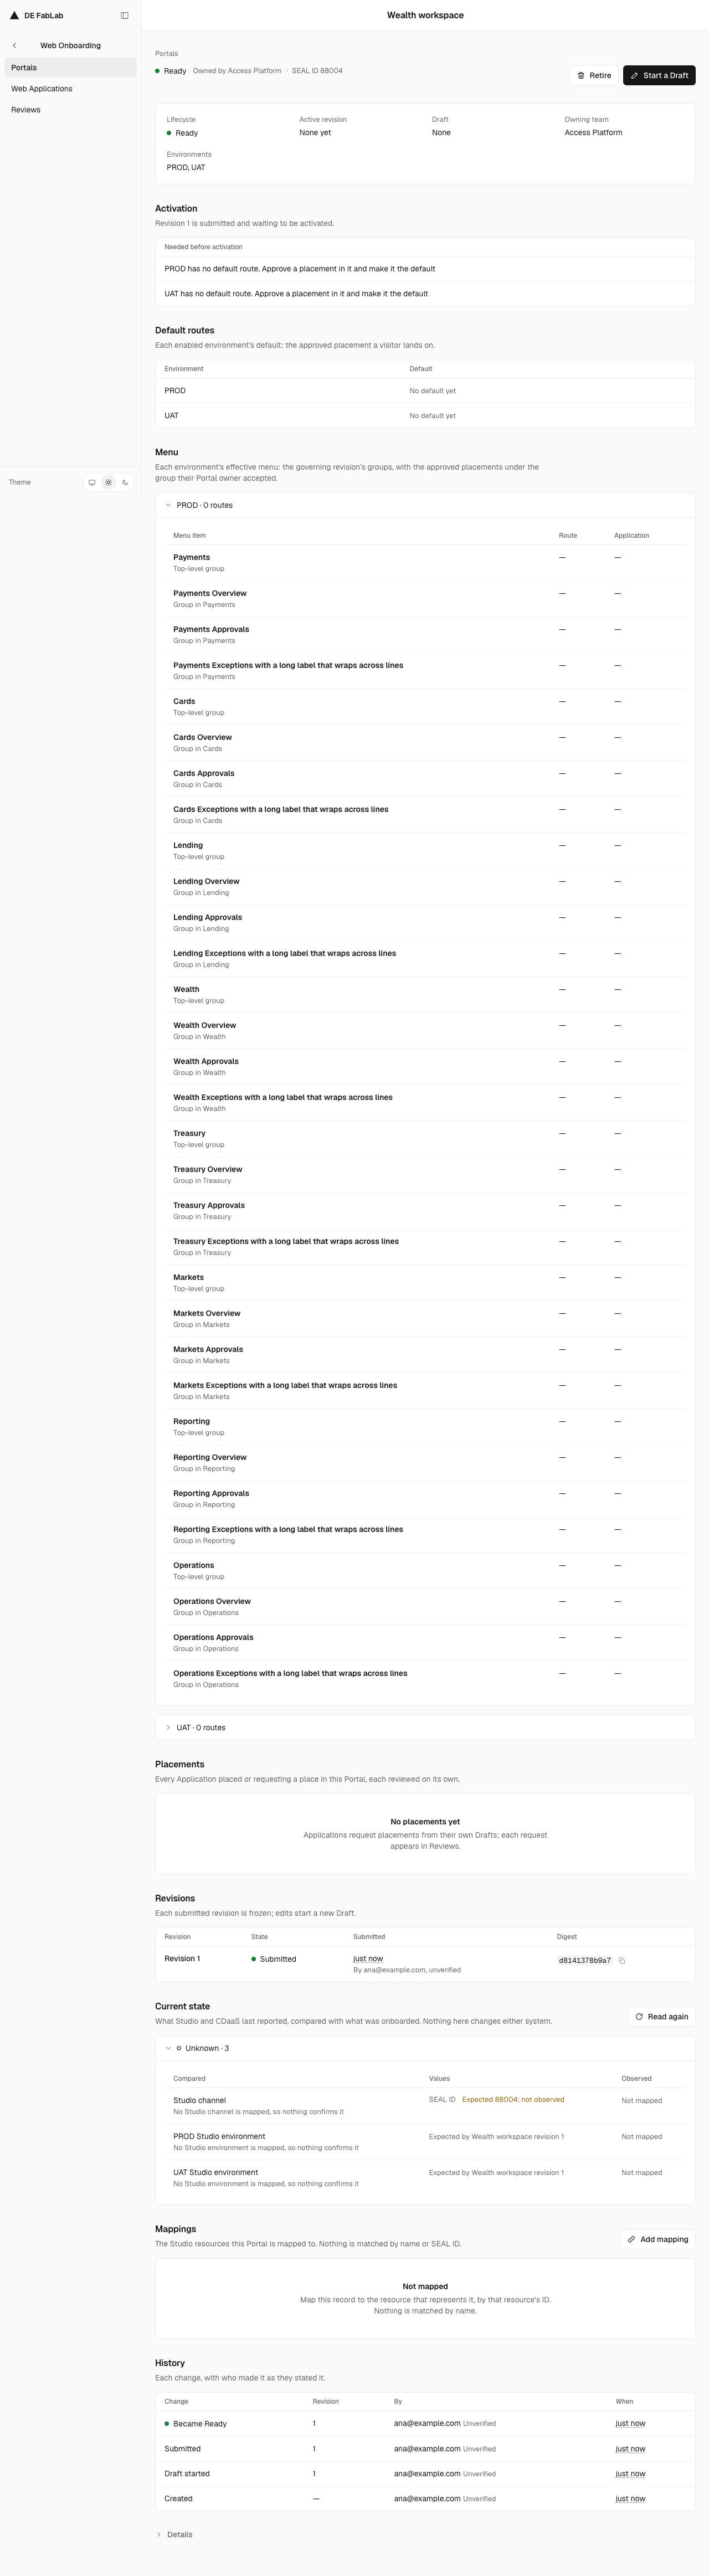 DE FabLab
Wealth workspace
Web Onboarding
Portals
Web Applications
Reviews
Theme
Portals
Ready Owned by Access Platform · SEAL ID 88004
Retire
Start a Draft
Lifecycle
Ready
Active revision
None yet
Draft
None
Owning team
Access Platform
Environments
PROD, UAT
Activation
Revision 1 is submitted and waiting to be activated.
Needed before activation
PROD has no default route. Approve a placement in it and make it the default
UAT has no default route. Approve a placement in it and make it the default
Default routes
Each enabled environment's default: the approved placement a visitor lands on.
Environment Default
PROD No default yet
UAT No default yet
Menu
Each environment's effective menu: the governing revision's groups, with the approved placements under the
group their Portal owner accepted.
PROD · 0 routes
Menu item Route Application
Payments — —
Top-level group
Payments Overview — —
Group in Payments
Payments Approvals — —
Group in Payments
Payments Exceptions with a long label that wraps across lines — —
Group in Payments
Cards — —
Top-level group
Cards Overview — —
Group in Cards
Cards Approvals — —
Group in Cards
Cards Exceptions with a long label that wraps across lines — —
Group in Cards
Lending — —
Top-level group
Lending Overview — —
Group in Lending
Lending Approvals — —
Group in Lending
Lending Exceptions with a long label that wraps across lines — —
Group in Lending
Wealth — —
Top-level group
Wealth Overview — —
Group in Wealth
Wealth Approvals — —
Group in Wealth
Wealth Exceptions with a long label that wraps across lines — —
Group in Wealth
Treasury — —
Top-level group
Treasury Overview — —
Group in Treasury
Treasury Approvals — —
Group in Treasury
Treasury Exceptions with a long label that wraps across lines — —
Group in Treasury
Markets — —
Top-level group
Markets Overview — —
Group in Markets
Markets Approvals — —
Group in Markets
Markets Exceptions with a long label that wraps across lines — —
Group in Markets
Reporting — —
Top-level group
Reporting Overview — —
Group in Reporting
Reporting Approvals — —
Group in Reporting
Reporting Exceptions with a long label that wraps across lines — —
Group in Reporting
Operations — —
Top-level group
Operations Overview — —
Group in Operations
Operations Approvals — —
Group in Operations
Operations Exceptions with a long label that wraps across lines — —
Group in Operations
UAT · 0 routes
Placements
Every Application placed or requesting a place in this Portal, each reviewed on its own.
No placements yet
Applications request placements from their own Drafts; each request
appears in Reviews.
Revisions
Each submitted revision is frozen; edits start a new Draft.
Revision State Submitted Digest
Revision 1 Submitted just now d8141378b9a7
By ana@example.com, unverified
Current state
What Studio and CDaaS last reported, compared with what was onboarded. Nothing here changes either system.
Read again
Unknown · 3
Compared Values Observed
Studio channel SEAL ID Expected 88004; not observed Not mapped
No Studio channel is mapped, so nothing confirms it
PROD Studio environment Expected by Wealth workspace revision 1 Not mapped
No Studio environment is mapped, so nothing confirms it
UAT Studio environment Expected by Wealth workspace revision 1 Not mapped
No Studio environment is mapped, so nothing confirms it
Mappings
The Studio resources this Portal is mapped to. Nothing is matched by name or SEAL ID.
Add mapping
Not mapped
Map this record to the resource that represents it, by that resource's ID.
Nothing is matched by name.
History
Each change, with who made it as they stated it.
Change Revision By When
Became Ready 1 ana@example.com Unverified just now
Submitted 1 ana@example.com Unverified just now
Draft started 1 ana@example.com Unverified just now
Created — ana@example.com Unverified just now
Details